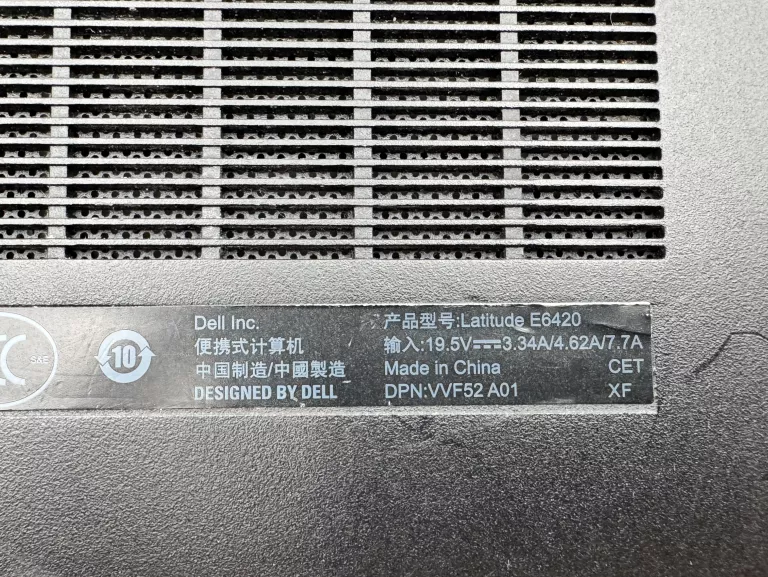 Dell Inc.
便携式计算机
中国制造/中國製造
DESIGNED BY DELL
产品型号:Latitude E6420
输入:19.5V⎓3.34A/4.62A/7.7A
Made in China CET
DPN:VVF52 A01 XF
10
S&E